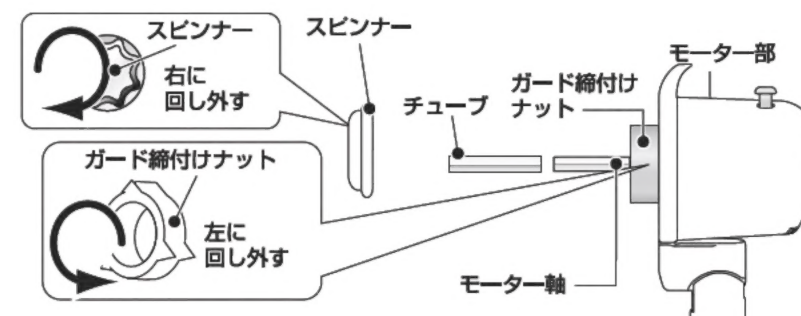 スピンナー
右に
回し外す
スピンナー
チューブ
ガード締付け
ナット
モーター部
ガード締付けナット
左に
回し外す
モーター軸